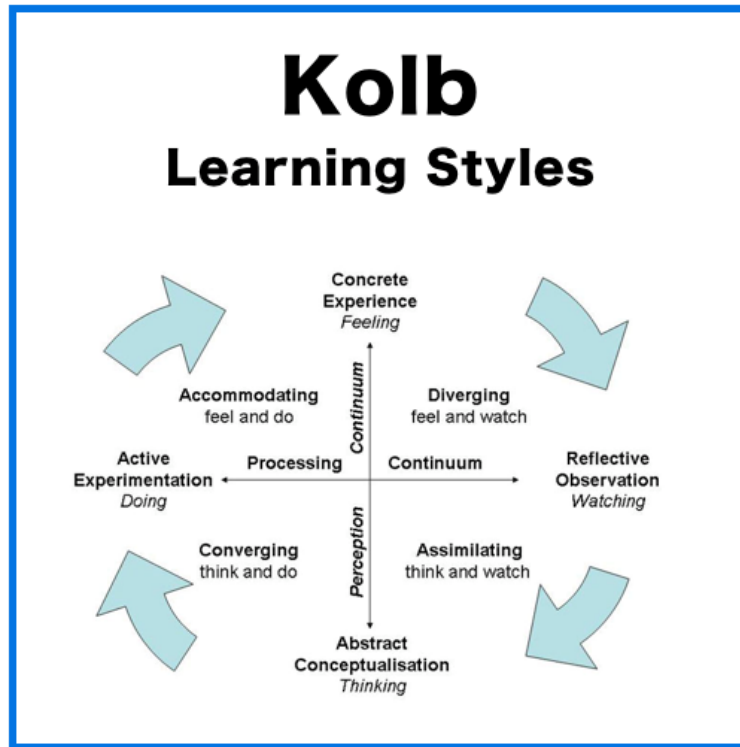 Kolb
Learning Styles
Concrete
Experience
Feeling
Accommodating
feel and do
Continuum
Diverging
feel and watch
Active
Experimentation
Doing
Processing
Continuum
Reflective
Observation
Watching
Converging
think and do
Perception
Assimilating
think and watch
Abstract
Conceptualisation
Thinking